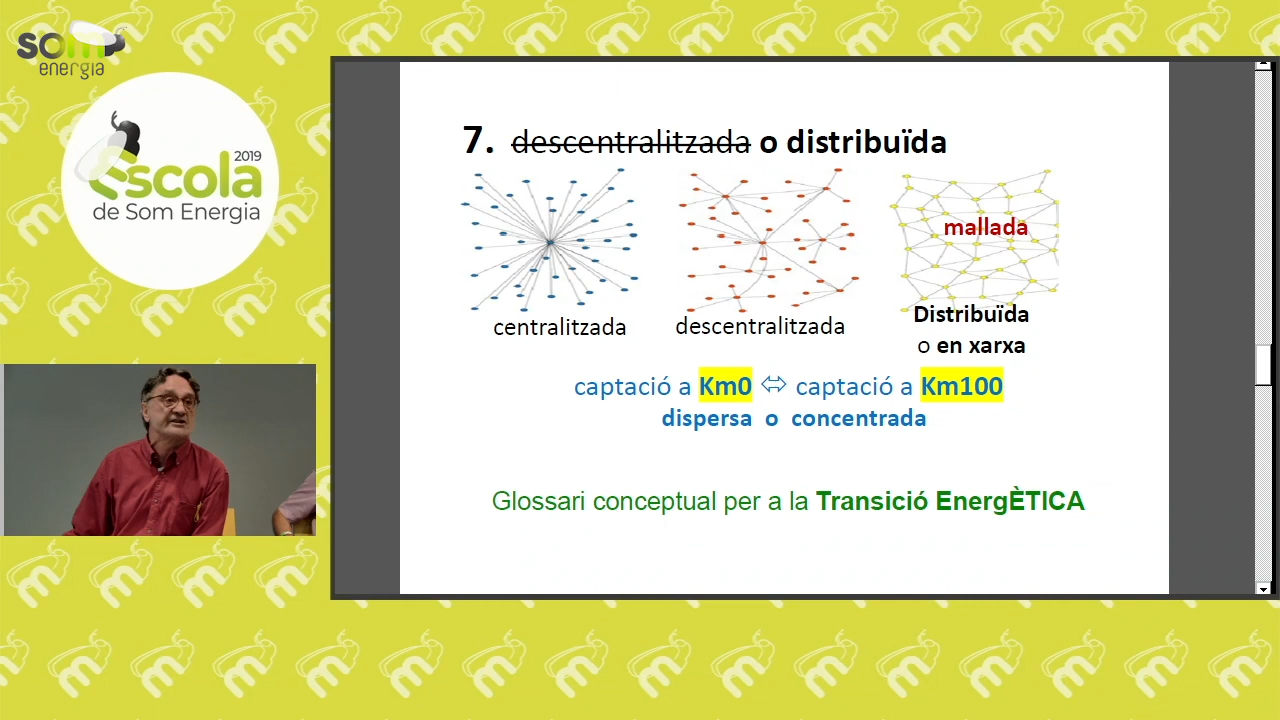 som
energia
Escola
2019
de Som Energia
7. descentralitzada o distribuïda
mallada
centralitzada
descentralitzada
Distribuïda
o en xarxa
captació a Km0 ⇔ captació a Km100
dispersa o concentrada
Glossari conceptual per a la Transició EnergÈTICA